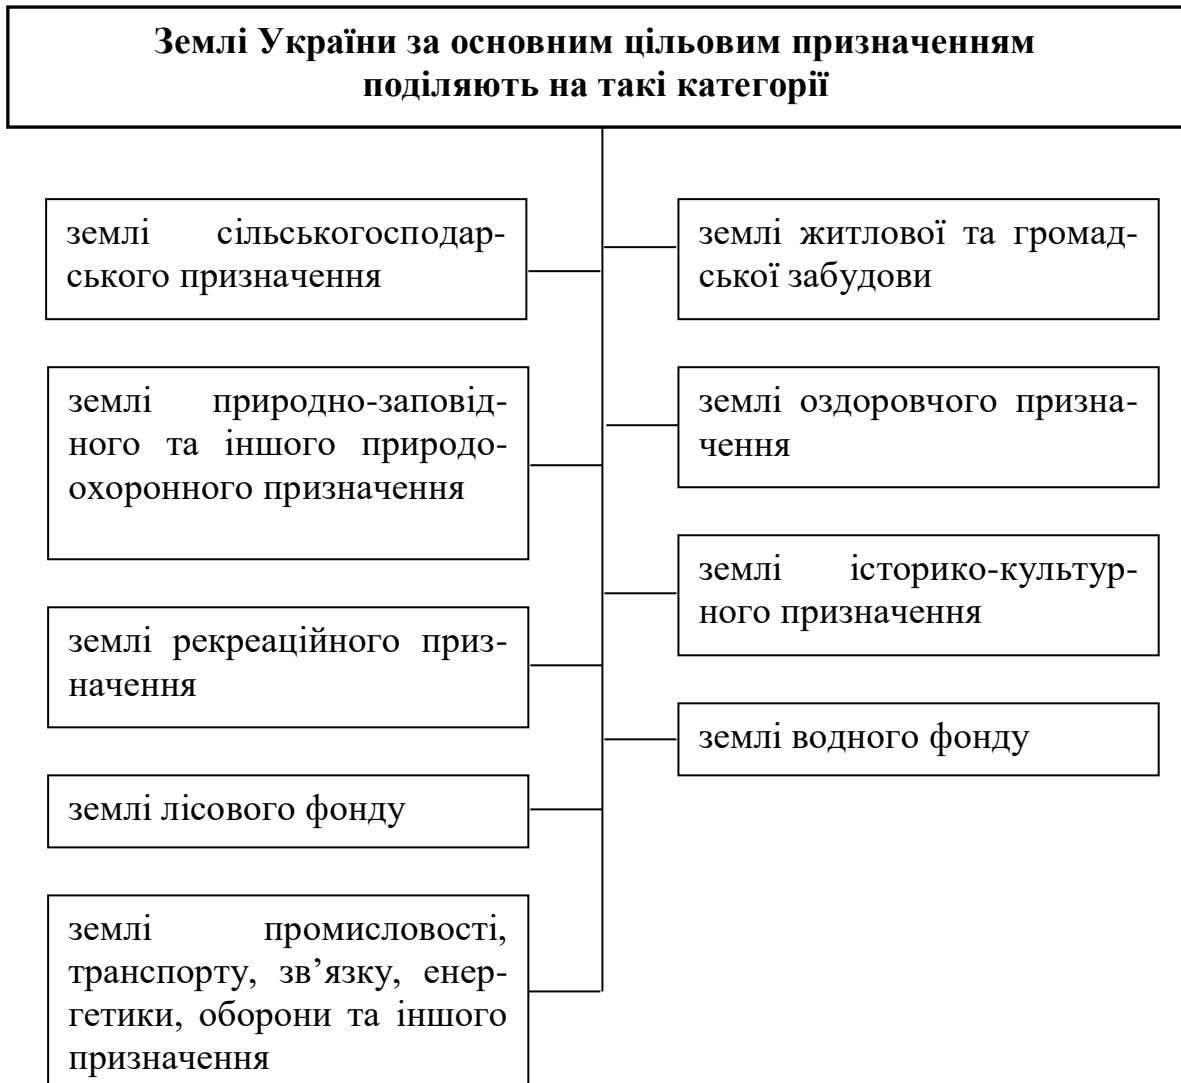 Землі України за основним цільовим призначенням
поділяють на такі категорії
землі сільськогосподар-
ського призначення
землі житлової та громад-
ської забудови
землі природно-заповід-
ного та іншого природо-
охоронного призначення
землі оздоровчого призна-
чення
землі історико-культур-
ного призначення
землі рекреаційного приз-
начення
землі водного фонду
землі лісового фонду
землі промисловості,
транспорту, зв’язку, енер-
гетики, оборони та іншого
призначення